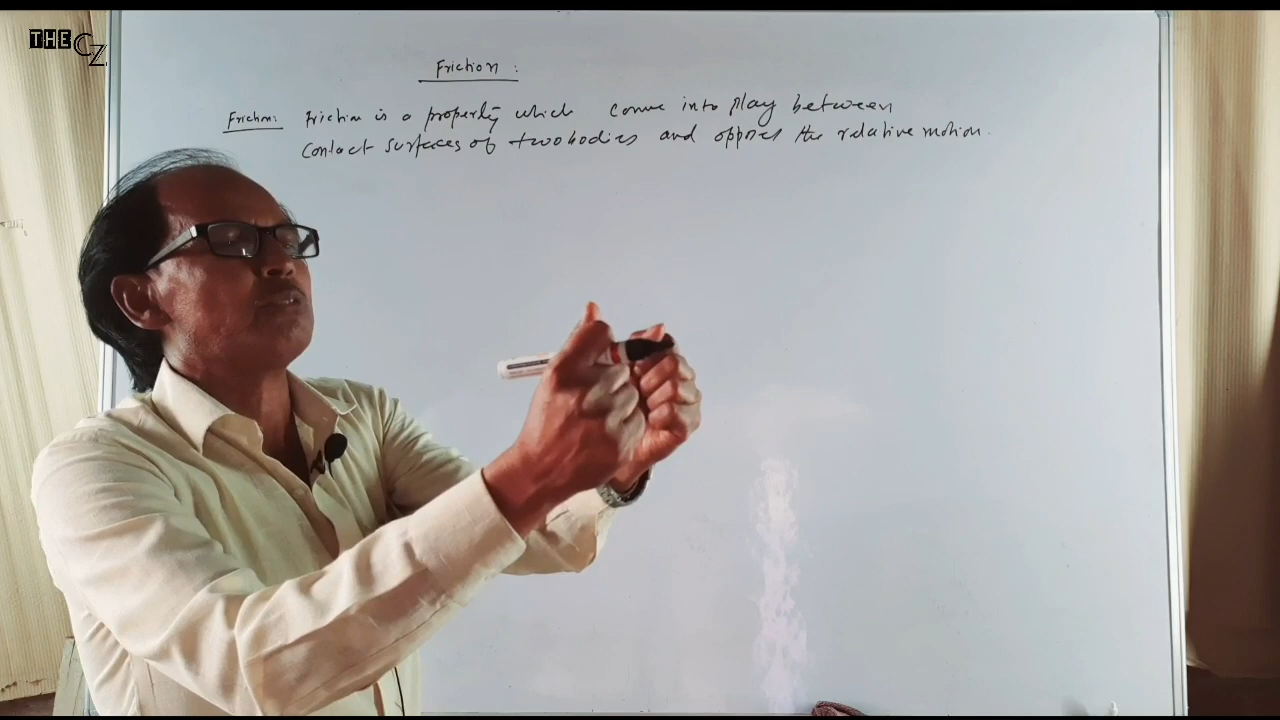 THE CZ
Friction :
Friction: Friction is a property which come into play between
contact surfaces of two bodies and opposes the relative motion.